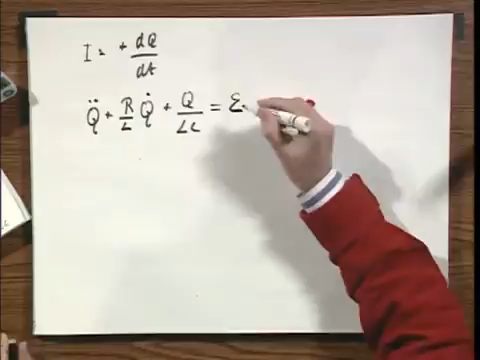 I = + dQ/dt
Q̈ + R/L Q̇ + Q/LC = ε